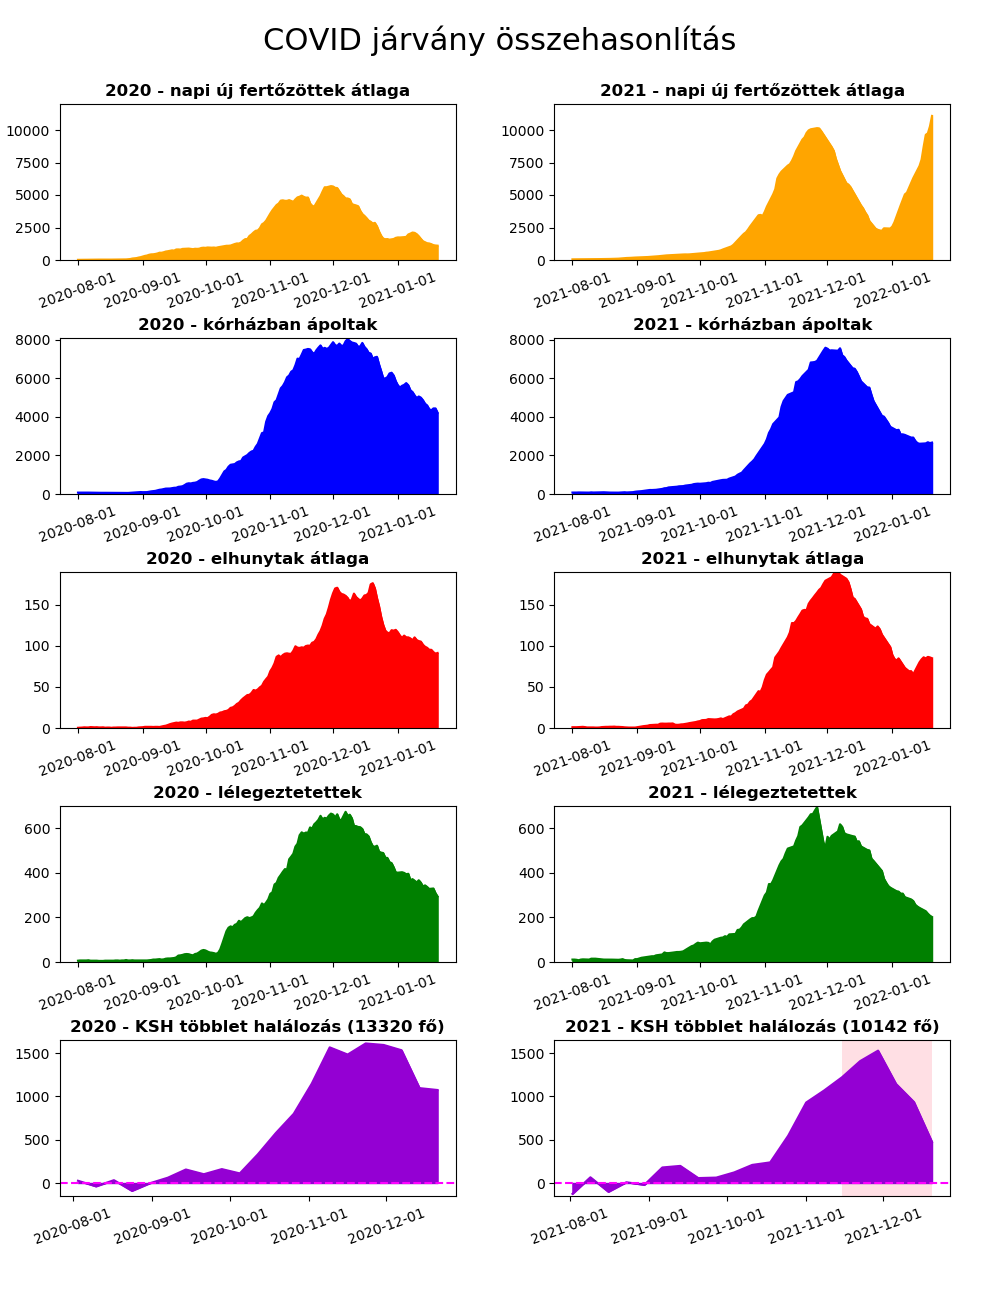 COVID járvány összehasonlítás
2020 - napi új fertőzöttek átlaga
10000
7500
5000
2500
0
2020-08-01 2020-09-01 2020-10-01 2020-11-01 2020-12-01 2021-01-01
2021 - napi új fertőzöttek átlaga
10000
7500
5000
2500
0
2021-08-01 2021-09-01 2021-10-01 2021-11-01 2021-12-01 2022-01-01
2020 - kórházban ápoltak
8000
6000
4000
2000
0
2020-08-01 2020-09-01 2020-10-01 2020-11-01 2020-12-01 2021-01-01
2021 - kórházban ápoltak
8000
6000
4000
2000
0
2021-08-01 2021-09-01 2021-10-01 2021-11-01 2021-12-01 2022-01-01
2020 - elhunytak átlaga
150
100
50
0
2020-08-01 2020-09-01 2020-10-01 2020-11-01 2020-12-01 2021-01-01
2021 - elhunytak átlaga
150
100
50
0
2021-08-01 2021-09-01 2021-10-01 2021-11-01 2021-12-01 2022-01-01
2020 - lélegeztetettek
600
400
200
0
2020-08-01 2020-09-01 2020-10-01 2020-11-01 2020-12-01 2021-01-01
2021 - lélegeztetettek
600
400
200
0
2021-08-01 2021-09-01 2021-10-01 2021-11-01 2021-12-01 2022-01-01
2020 - KSH többlet halálozás (13320 fő)
1500
1000
500
0
2020-08-01 2020-09-01 2020-10-01 2020-11-01 2020-12-01
2021 - KSH többlet halálozás (10142 fő)
1500
1000
500
0
2021-08-01 2021-09-01 2021-10-01 2021-11-01 2021-12-01